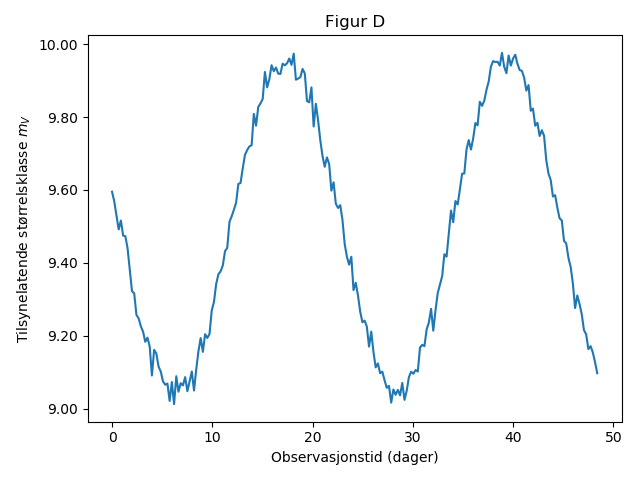 Figur D
10.00
9.80
9.60
9.40
9.20
9.00
Tilsynelatende størrelsklasse $m_V$
0 10 20 30 40 50
Observasjonstid (dager)